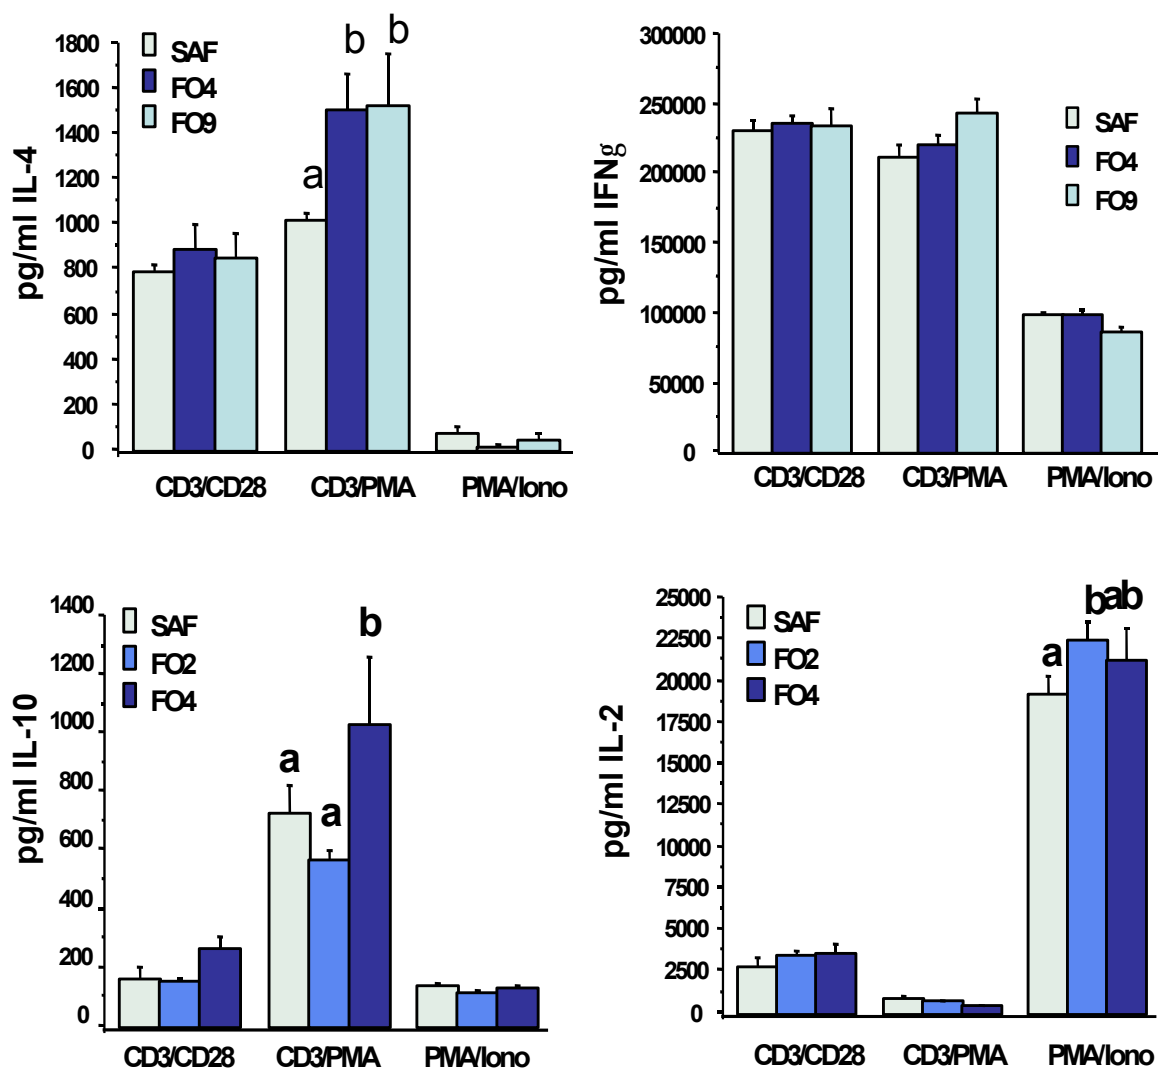 pg/ml IL-4
1800
1600
1400
1200
1000
800
600
400
200
0
SAF
FO4
FO9
a
b
b
CD3/CD28
CD3/PMA
PMA/Iono
pg/ml IFNg
300000
250000
200000
150000
100000
50000
0
SAF
FO4
FO9
CD3/CD28
CD3/PMA
PMA/Iono
pg/ml IL-10
1400
1200
1000
800
600
400
200
0
SAF
FO2
FO4
a
a
b
CD3/CD28
CD3/PMA
PMA/Iono
pg/ml IL-2
25000
22500
20000
17500
15000
12500
10000
7500
5000
2500
0
SAF
FO2
FO4
a
b
ab
CD3/CD28
CD3/PMA
PMA/Iono